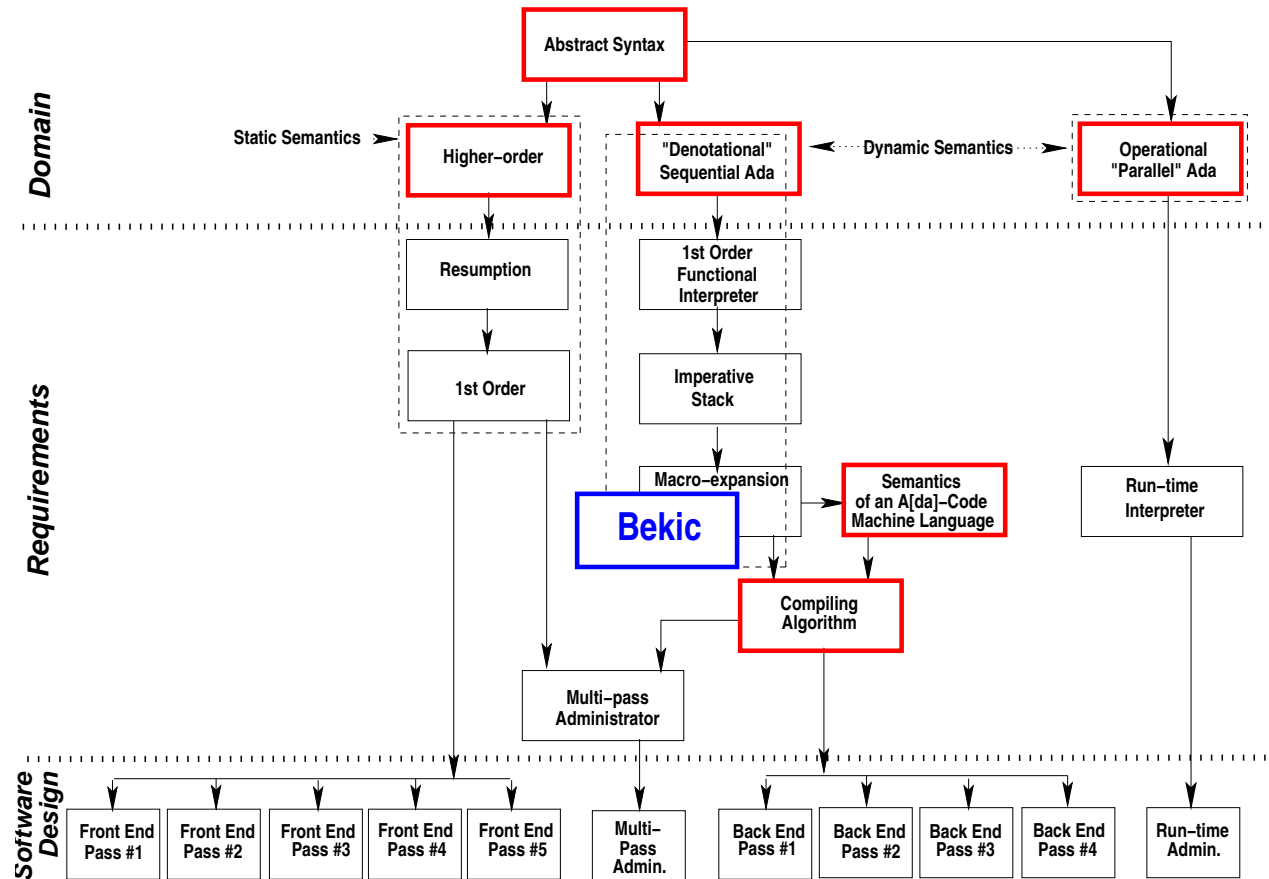 Abstract Syntax
Domain
Static Semantics
Higher-order
"Denotational"
Sequential Ada
Dynamic Semantics
Operational
"Parallel" Ada
Requirements
Resumption
1st Order
Functional
Interpreter
1st Order
Imperative
Stack
Macro-expansion
Bekic
Semantics
of an A[da]-Code
Machine Language
Run-time
Interpreter
Compiling
Algorithm
Multi-pass
Administrator
Software
Design
Front End
Pass #1
Front End
Pass #2
Front End
Pass #3
Front End
Pass #4
Front End
Pass #5
Multi-
Pass
Admin.
Back End
Pass #1
Back End
Pass #2
Back End
Pass #3
Back End
Pass #4
Run-time
Admin.